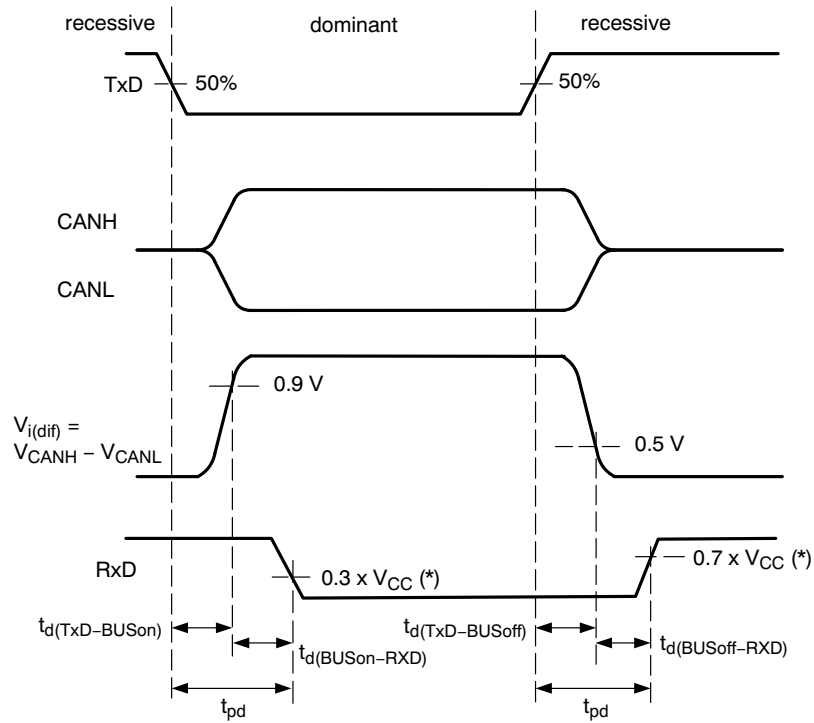 recessive dominant recessive
TxD 50% 50%
CANH
CANL
0.9 V
V_i(dif) =
V_CANH − V_CANL
0.5 V
RxD 0.3 x V_CC (*) 0.7 x V_CC (*)
t_d(TxD−BUSon) t_d(TxD−BUSoff)
t_d(BUSon−RXD) t_d(BUSoff−RXD)
t_pd t_pd